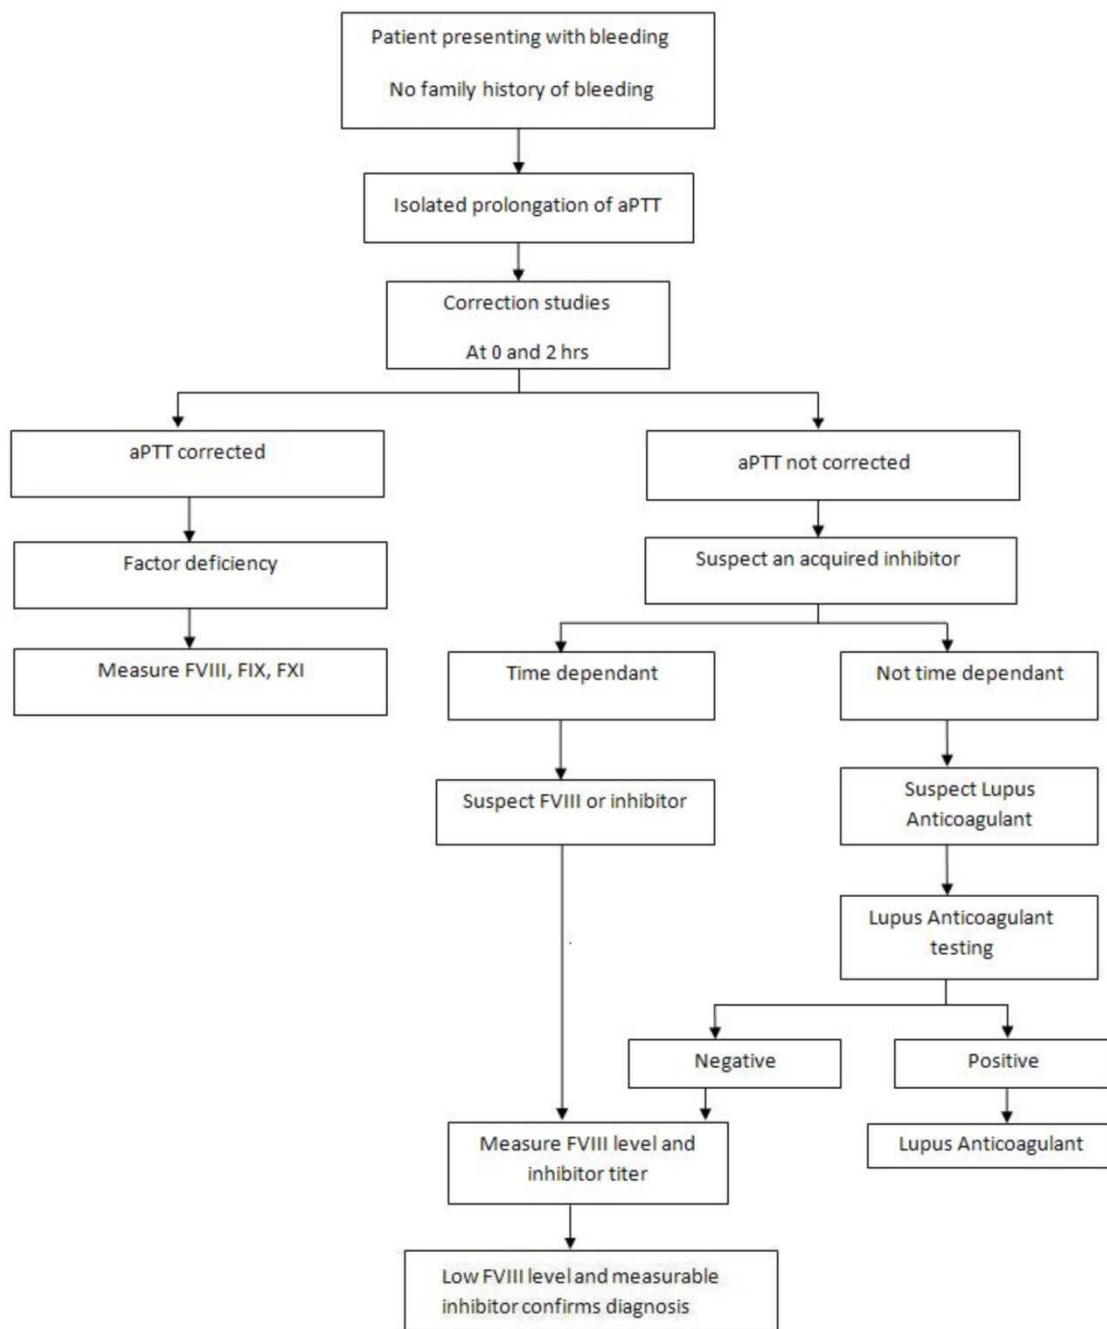 Patient presenting with bleeding
No family history of bleeding
Isolated prolongation of aPTT
Correction studies
At 0 and 2 hrs
aPTT corrected
aPTT not corrected
Factor deficiency
Suspect an acquired inhibitor
Measure FVIII, FIX, FXI
Time dependant
Not time dependant
Suspect FVIII or inhibitor
Suspect Lupus
Anticoagulant
Lupus Anticoagulant
testing
Negative
Positive
Measure FVIII level and
inhibitor titer
Lupus Anticoagulant
Low FVIII level and measurable
inhibitor confirms diagnosis